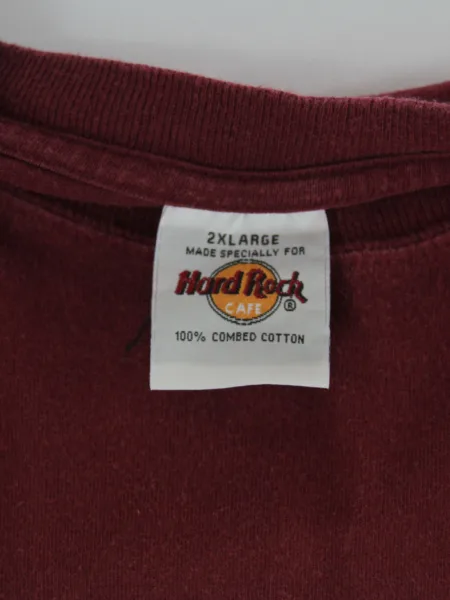 2XLARGE
MADE SPECIALLY FOR
Hard Rock
CAFE ®
100% COMBED COTTON